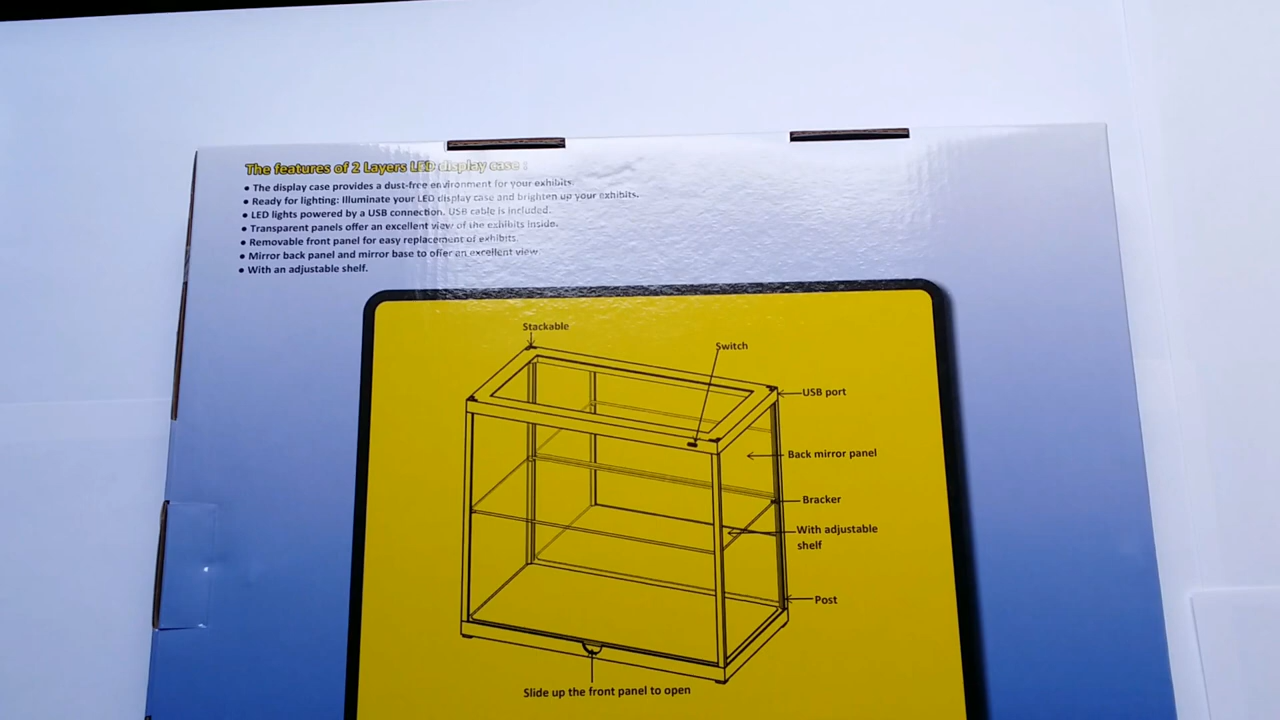 The features of 2 Layers LED display case :
• The display case provides a dust-free environment for your exhibits.
• Ready for lighting: Illuminate your LED display case and brighten up your exhibits.
• LED lights powered by a USB connection. USB cable is included.
• Transparent panels offer an excellent view of the exhibits inside.
• Removable front panel for easy replacement of exhibits.
• Mirror back panel and mirror base to offer an excellent view.
• With an adjustable shelf.
Stackable
Switch
USB port
Back mirror panel
Bracker
With adjustable
shelf
Post
Slide up the front panel to open